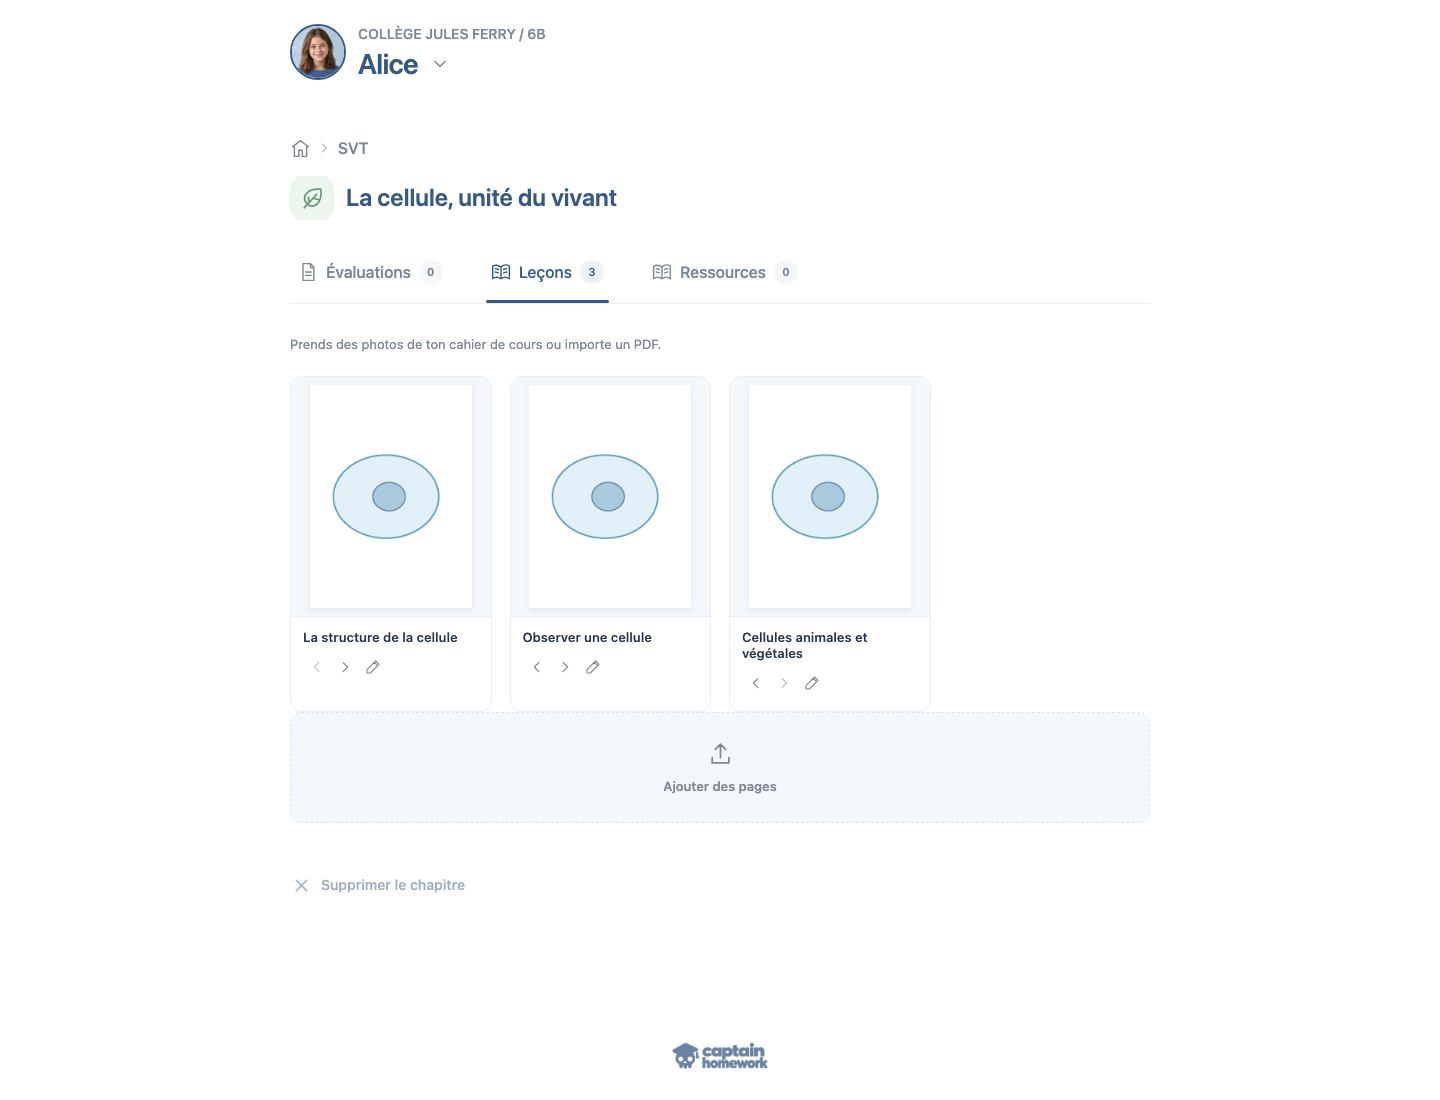 COLLÈGE JULES FERRY / 6B
Alice
SVT
La cellule, unité du vivant
Évaluations 0 Leçons 3 Ressources 0
Prends des photos de ton cahier de cours ou importe un PDF.
La structure de la cellule
Observer une cellule
Cellules animales et
végétales
Ajouter des pages
Supprimer le chapitre
captain
homework